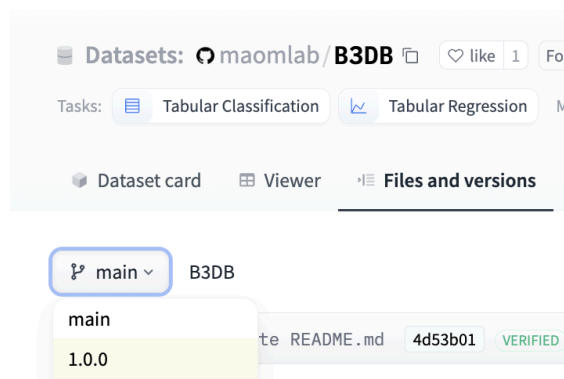 Datasets: maomlab/B3DB like 1
Tasks: Tabular Classification Tabular Regression
Dataset card Viewer Files and versions
main B3DB
main
README.md 4d53b01 VERIFIED
1.0.0